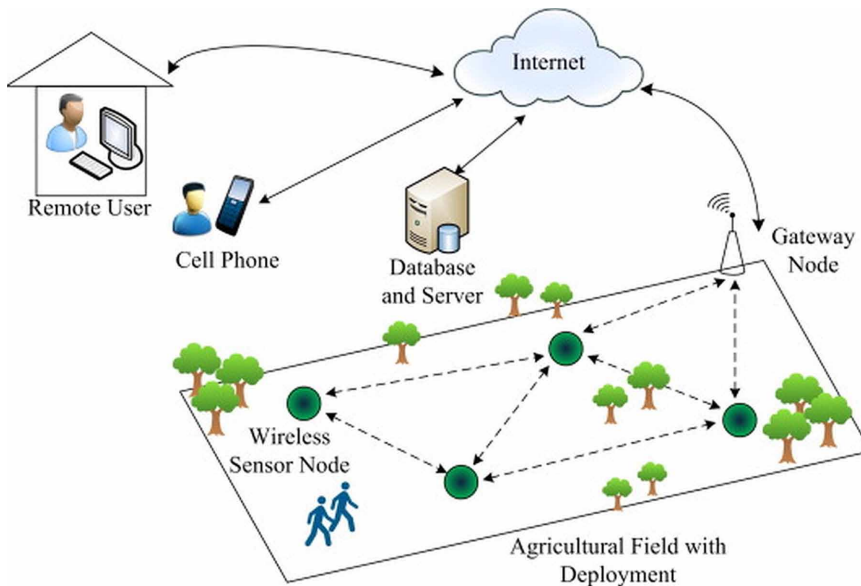 Internet
Remote User
Cell Phone
Database
and Server
Gateway
Node
Wireless
Sensor Node
Agricultural Field with
Deployment